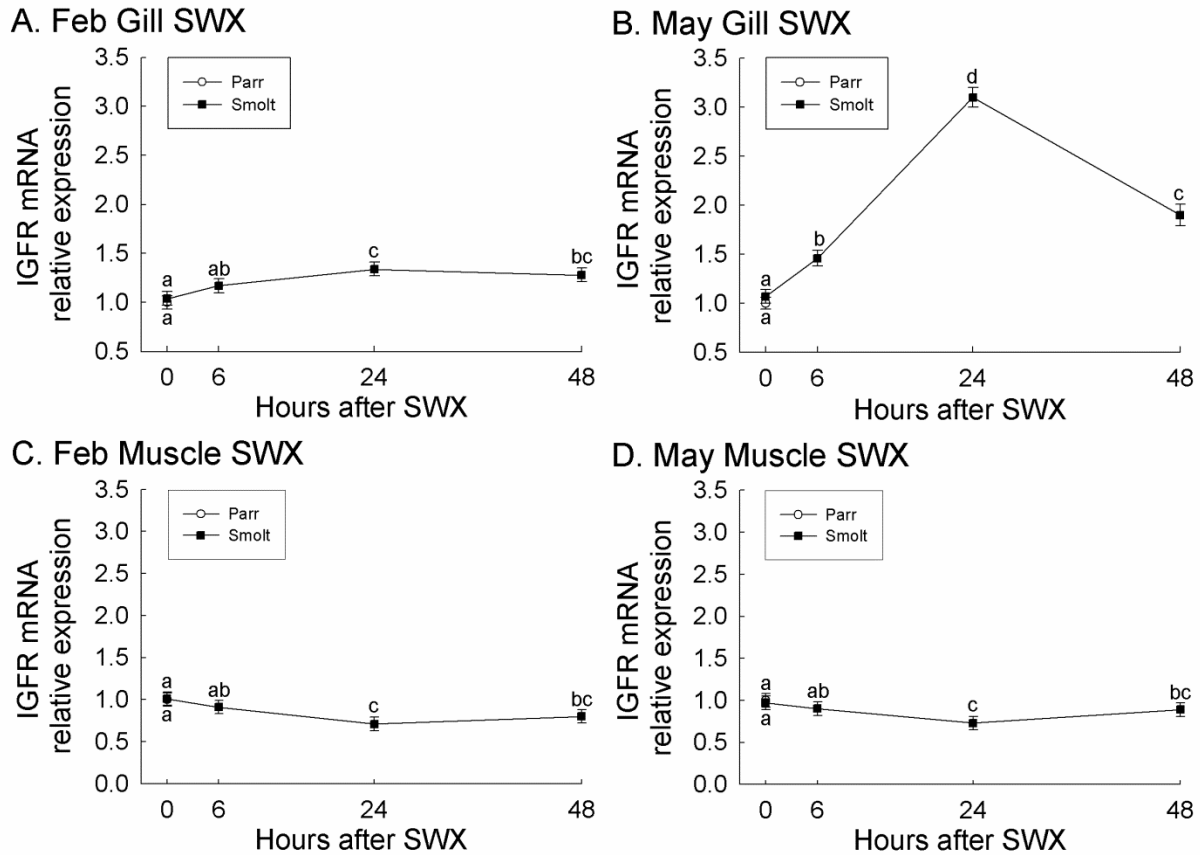 A. Feb Gill SWX
IGFR mRNA
relative expression
3.5
3.0
2.5
2.0
1.5
1.0
0.5
Parr
Smolt
a
a
ab
c
bc
0 6 24 48
Hours after SWX
B. May Gill SWX
IGFR mRNA
relative expression
3.5
3.0
2.5
2.0
1.5
1.0
0.5
Parr
Smolt
a
a
b
d
c
0 6 24 48
Hours after SWX
C. Feb Muscle SWX
IGFR mRNA
relative expression
3.5
3.0
2.5
2.0
1.5
1.0
0.5
0.0
Parr
Smolt
a
a
ab
c
bc
0 6 24 48
Hours after SWX
D. May Muscle SWX
IGFR mRNA
relative expression
3.5
3.0
2.5
2.0
1.5
1.0
0.5
0.0
Parr
Smolt
a
a
ab
c
bc
0 6 24 48
Hours after SWX